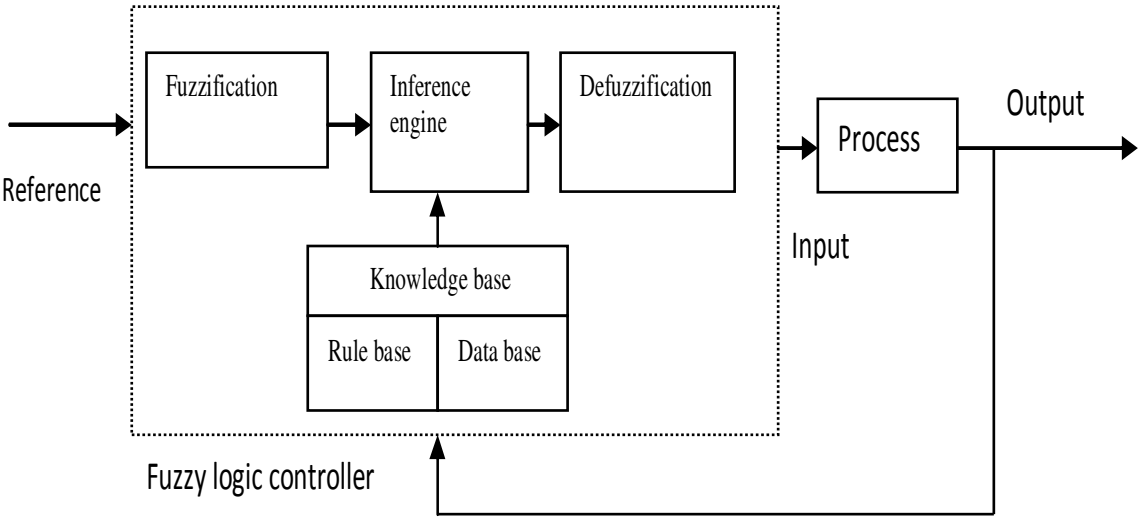 Fuzzification
Inference
engine
Defuzzification
Output
Process
Reference
Input
Knowledge base
Rule base
Data base
Fuzzy logic controller